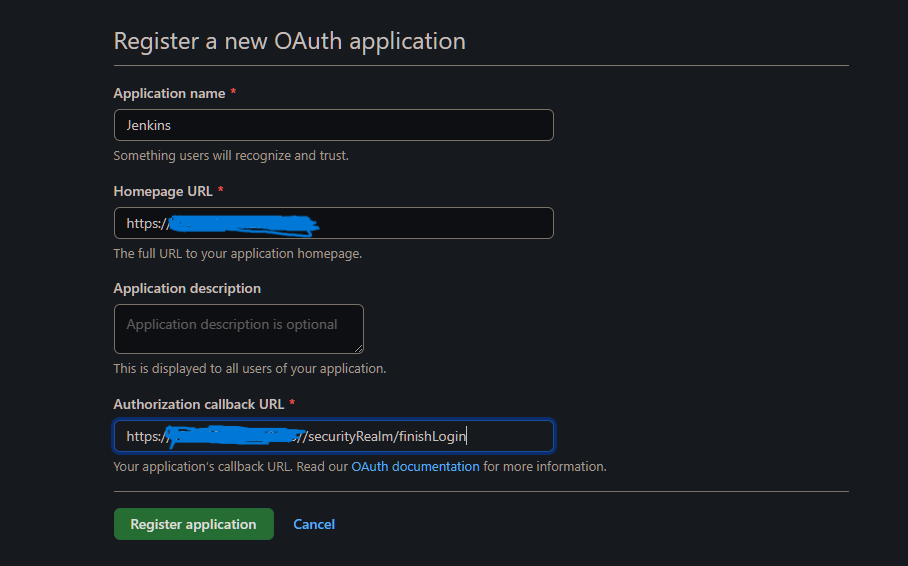 Register a new OAuth application
Application name *
Jenkins
Something users will recognize and trust.
Homepage URL *
https://
The full URL to your application homepage.
Application description
Application description is optional
This is displayed to all users of your application.
Authorization callback URL *
https:// //securityRealm/finishLogin
Your application's callback URL. Read our OAuth documentation for more information.
Register application Cancel